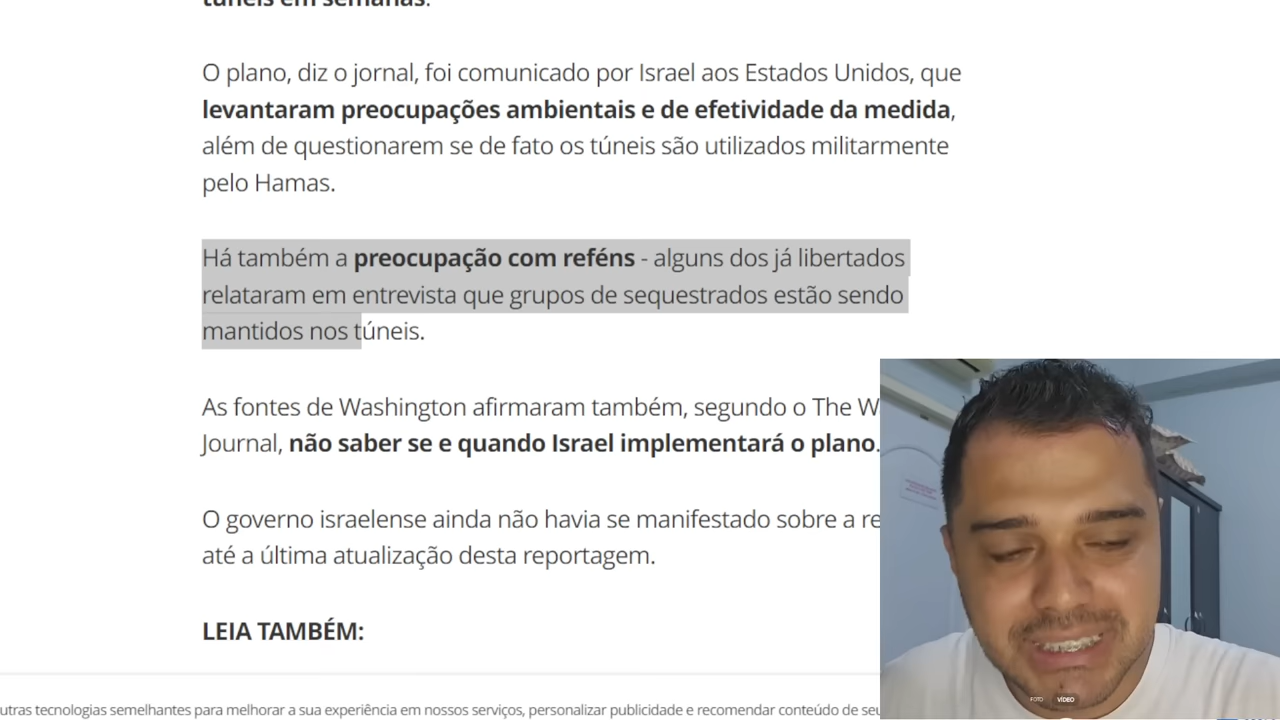 túneis em semanas.
O plano, diz o jornal, foi comunicado por Israel aos Estados Unidos, que
levantaram preocupações ambientais e de efetividade da medida,
além de questionarem se de fato os túneis são utilizados militarmente
pelo Hamas.
Há também a preocupação com reféns - alguns dos já libertados
relataram em entrevista que grupos de sequestrados estão sendo
mantidos nos túneis.
As fontes de Washington afirmaram também, segundo o The W
Journal, não saber se e quando Israel implementará o plano.
O governo israelense ainda não havia se manifestado sobre a re
até a última atualização desta reportagem.
LEIA TAMBÉM:
utras tecnologias semelhantes para melhorar a sua experiência em nossos serviços, personalizar publicidade e recomendar conteúdo de seu
FOTO VÍDEO